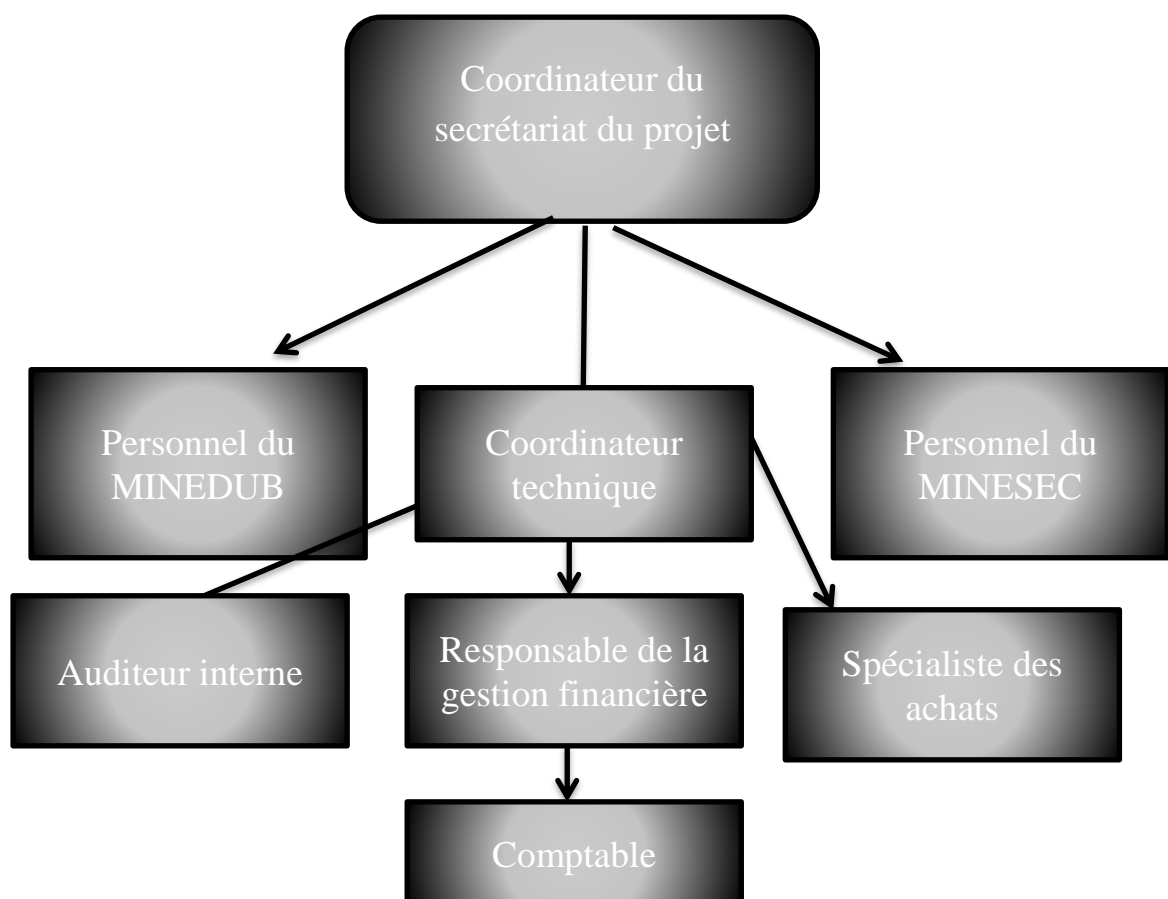 Coordinateur du
secrétariat du projet
Personnel du
MINEDUB
Coordinateur
technique
Personnel du
MINESEC
Auditeur interne
Responsable de la
gestion financière
Spécialiste des
achats
Comptable